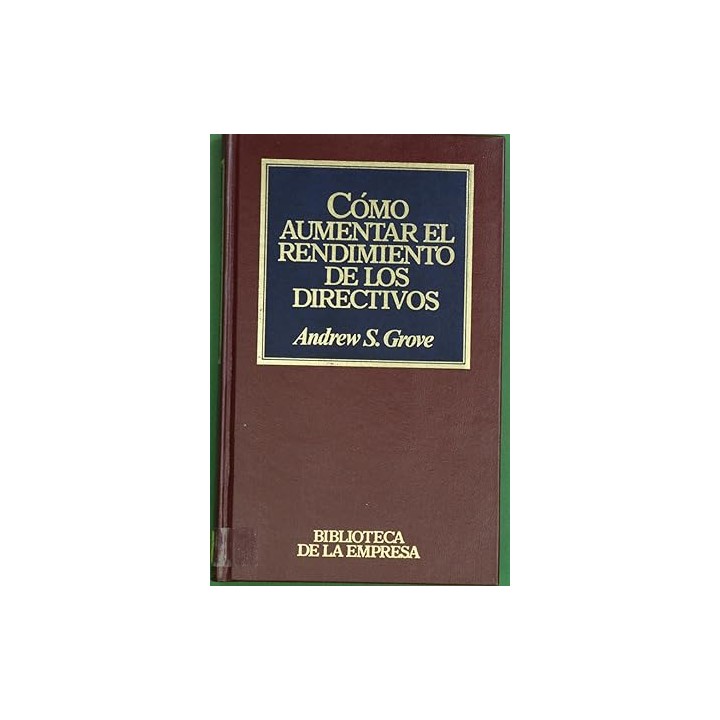 CÓMO
AUMENTAR EL
RENDIMIENTO
DE LOS
DIRECTIVOS
Andrew S. Grove
BIBLIOTECA
DE LA EMPRESA